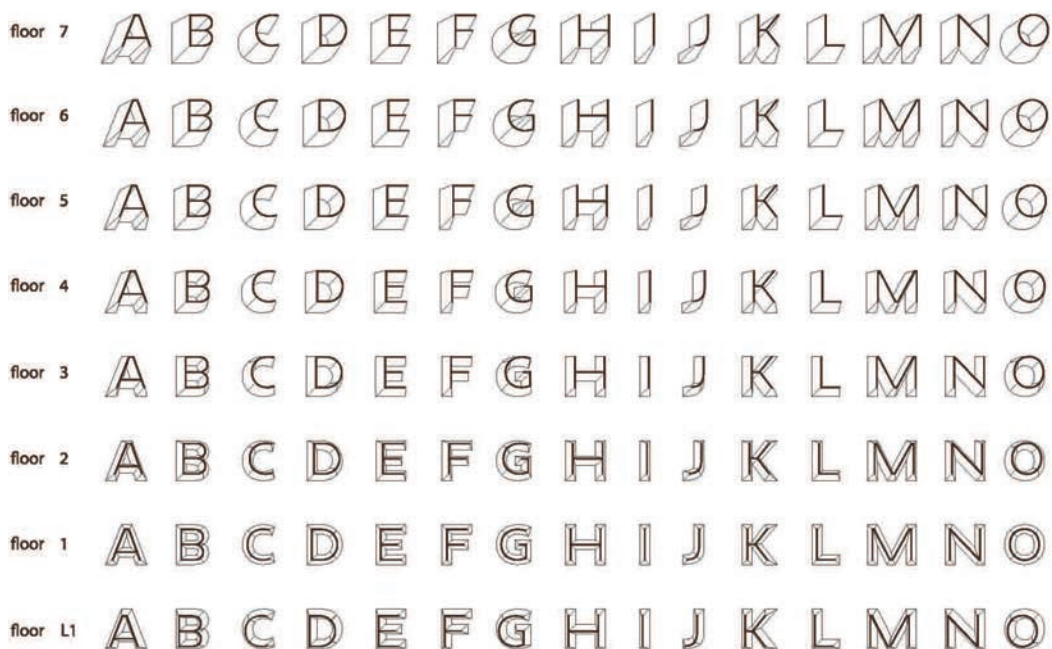 floor 7 A B C D E F G H I J K L M N O
floor 6 A B C D E F G H I J K L M N O
floor 5 A B C D E F G H I J K L M N O
floor 4 A B C D E F G H I J K L M N O
floor 3 A B C D E F G H I J K L M N O
floor 2 A B C D E F G H I J K L M N O
floor 1 A B C D E F G H I J K L M N O
floor L1 A B C D E F G H I J K L M N O